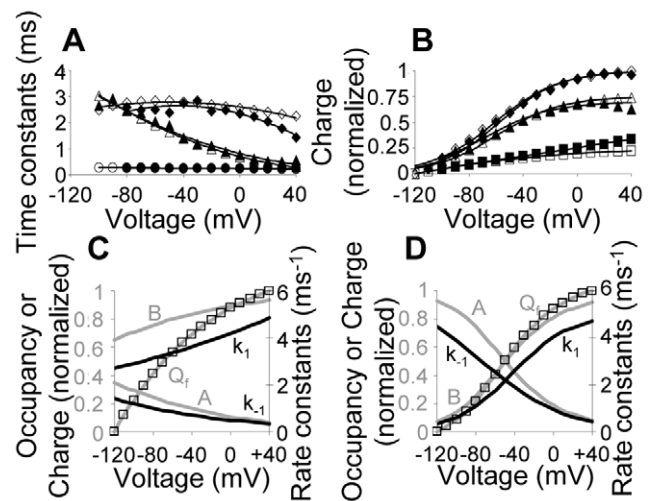 A
B
Time constants (ms)
4
3
2
1
0
-120 -80 -40 0 40
Voltage (mV)
Charge
(normalized)
1
0.75
0.5
0.25
0
-120 -80 -40 0 40
Voltage (mV)
C
D
Occupancy or
Charge (normalized)
1
0.8
0.6
0.4
0.2
0
B
Qf
k1
A
k-1
6
4
2
0
Rate constants (ms-1)
-120 -80 -40 0 +40
Voltage (mV)
Occupancy or Charge
(normalized)
1
0.8
0.6
0.4
0.2
0
A
Qf
k-1
k1
B
6
4
2
0
Rate constants (ms-1)
-120 -80 -40 0 +40
Voltage (mV)